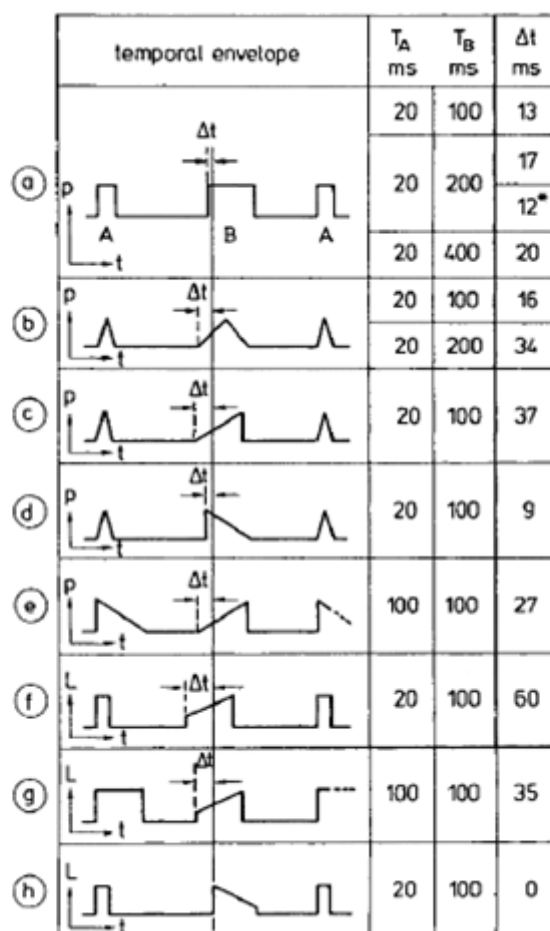 temporal envelope
T_A ms T_B ms Δt ms
20 100 13
Δt
ⓐ p A B A t
20 200 17
12*
20 400 20
ⓑ p t Δt 20 100 16
20 200 34
ⓒ p t Δt 20 100 37
ⓓ p t Δt 20 100 9
ⓔ p t Δt 100 100 27
ⓕ L t Δt 20 100 60
ⓖ L t Δt 100 100 35
ⓗ L t 20 100 0